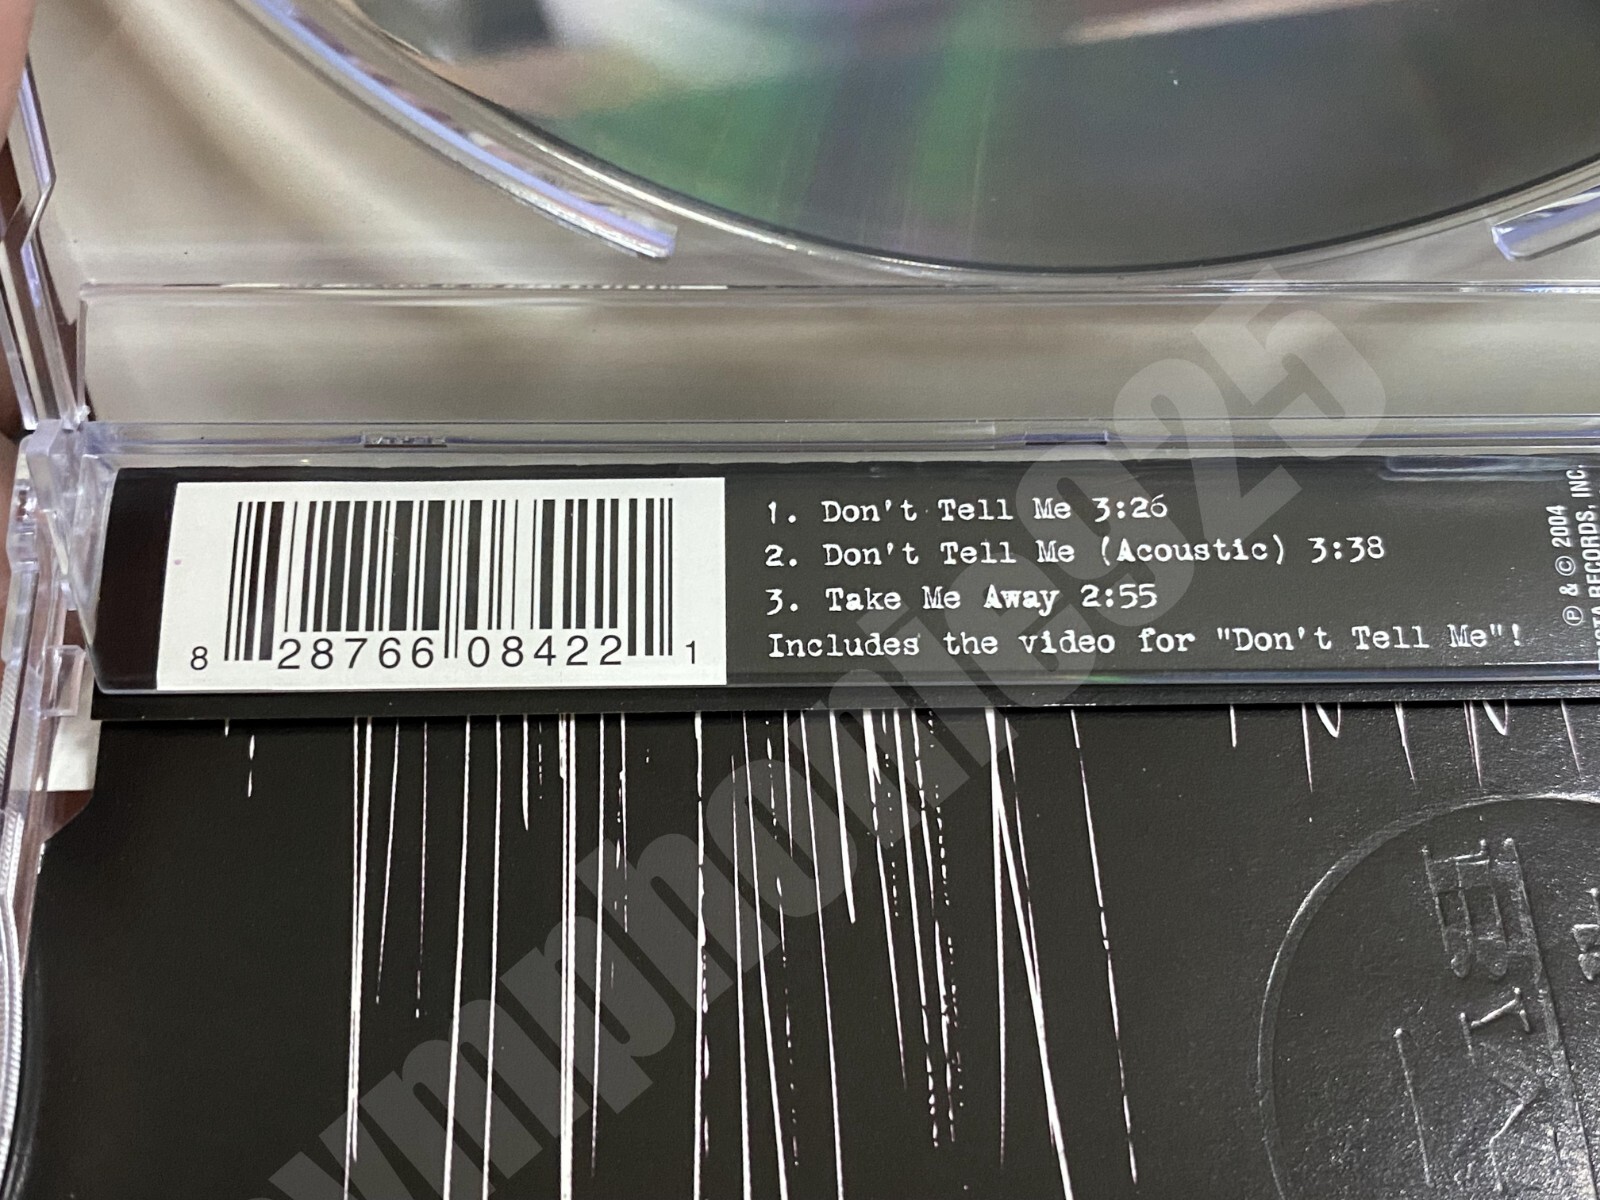 1. Don't Tell Me 3:26
2. Don't Tell Me (Acoustic) 3:38
3. Take Me Away 2:55
Includes the video for "Don't Tell Me"!
8 28766 08422 1
℗ & © 2004
RECORDS, INC.